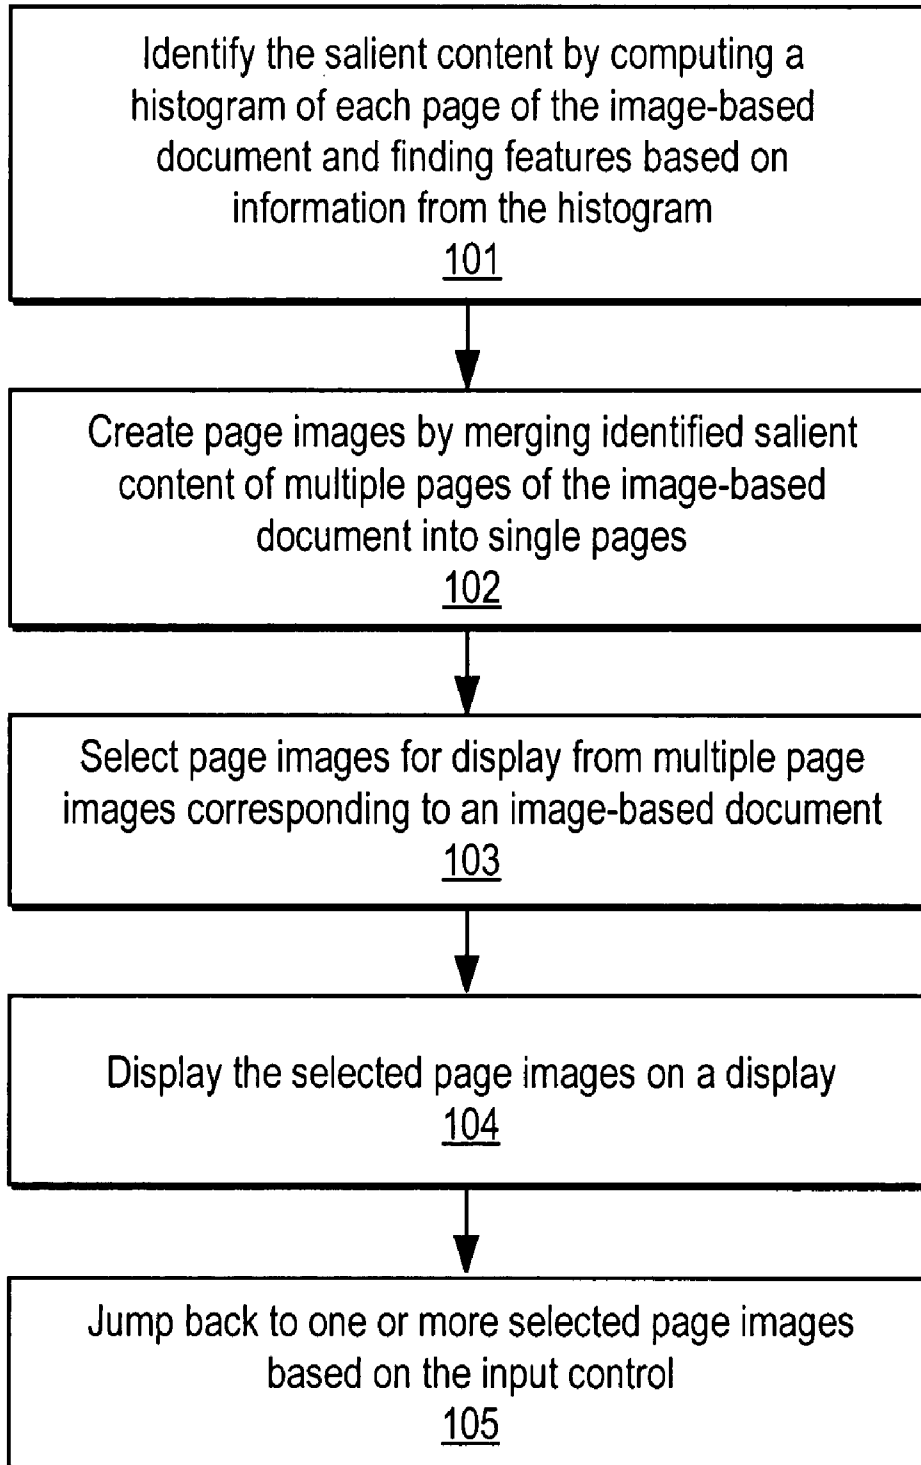 Identify the salient content by computing a
histogram of each page of the image-based
document and finding features based on
information from the histogram
101
Create page images by merging identified salient
content of multiple pages of the image-based
document into single pages
102
Select page images for display from multiple page
images corresponding to an image-based document
103
Display the selected page images on a display
104
Jump back to one or more selected page images
based on the input control
105